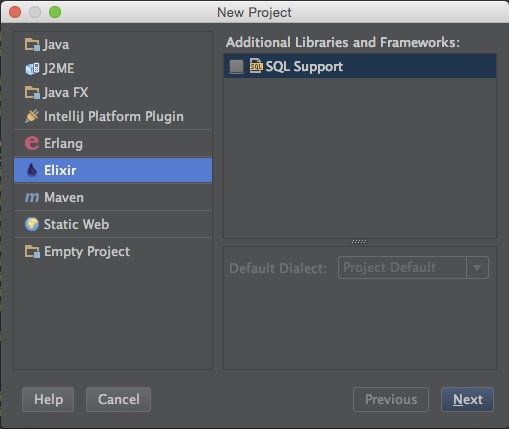 New Project
Java
J2ME
Java FX
IntelliJ Platform Plugin
Erlang
Elixir
Maven
Static Web
Empty Project
Additional Libraries and Frameworks:
SQL Support
Default Dialect: Project Default
Help Cancel Previous Next